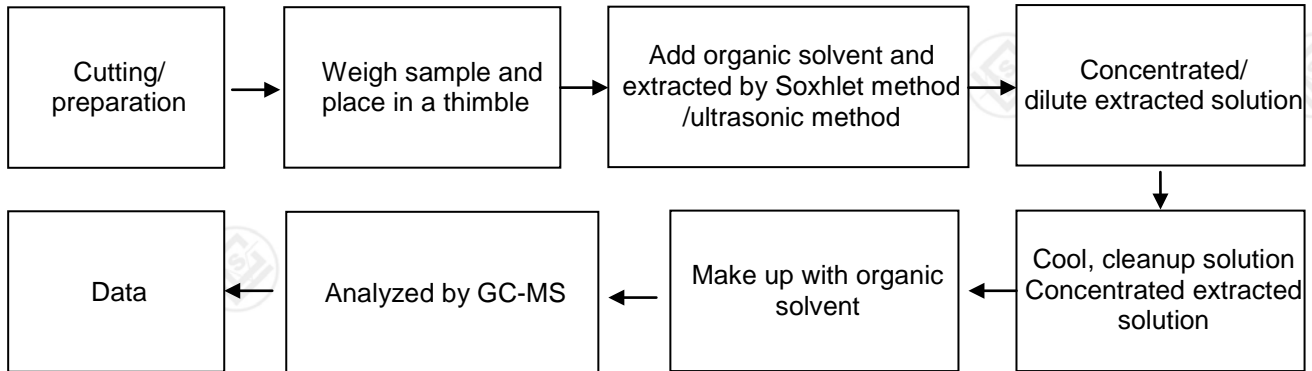 Cutting/
preparation
Weigh sample and
place in a thimble
Add organic solvent and
extracted by Soxhlet method
/ultrasonic method
Concentrated/
dilute extracted solution
Cool, cleanup solution
Concentrated extracted
solution
Make up with organic
solvent
Analyzed by GC-MS
Data